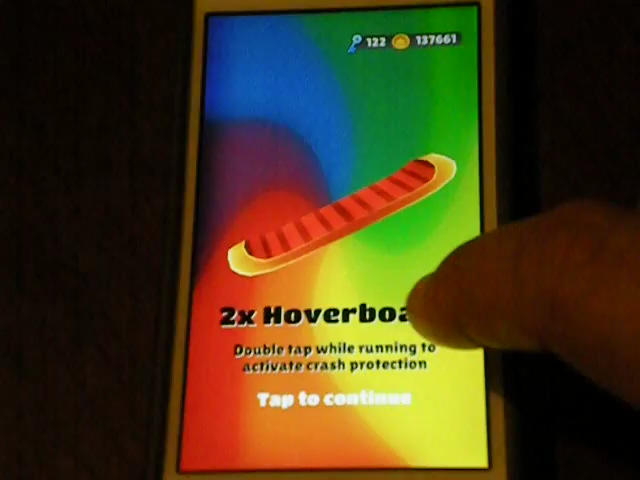 122 137661
2x Hoverboa
Double tap while running to
activate crash protection
Tap to continue